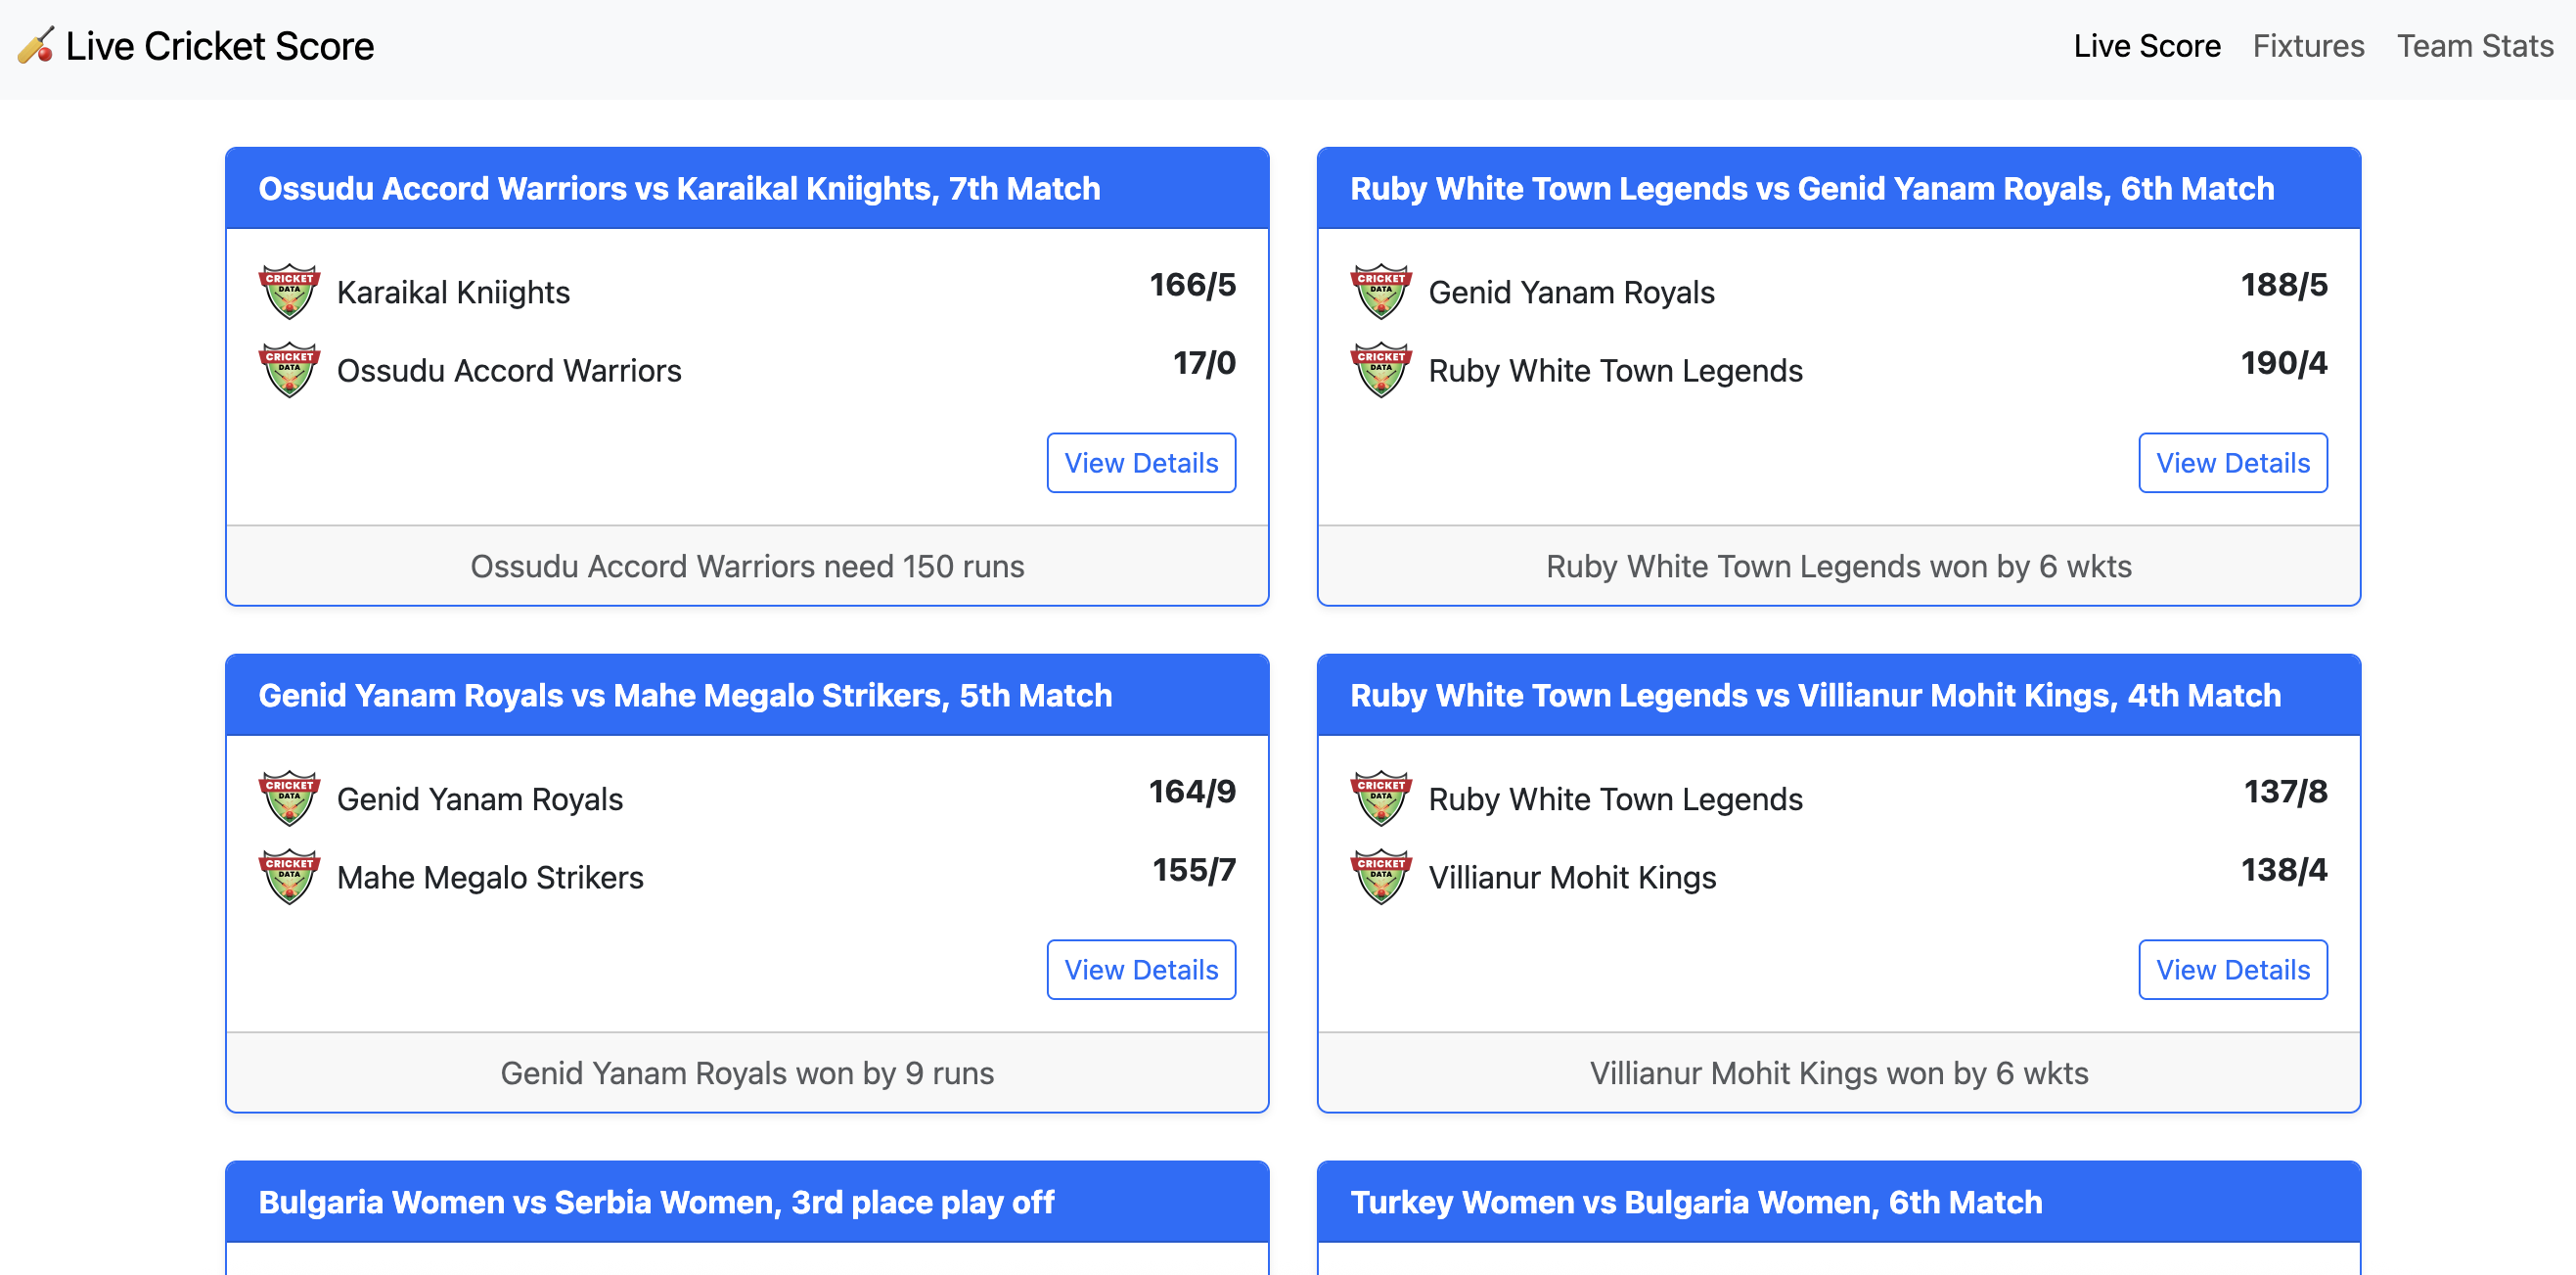 Live Cricket Score
Live Score Fixtures Team Stats
Ossudu Accord Warriors vs Karaikal Kniights, 7th Match
CRICKET
DATA
Karaikal Kniights 166/5
CRICKET
DATA
Ossudu Accord Warriors 17/0
View Details
Ossudu Accord Warriors need 150 runs
Ruby White Town Legends vs Genid Yanam Royals, 6th Match
CRICKET
DATA
Genid Yanam Royals 188/5
CRICKET
DATA
Ruby White Town Legends 190/4
View Details
Ruby White Town Legends won by 6 wkts
Genid Yanam Royals vs Mahe Megalo Strikers, 5th Match
CRICKET
DATA
Genid Yanam Royals 164/9
CRICKET
DATA
Mahe Megalo Strikers 155/7
View Details
Genid Yanam Royals won by 9 runs
Ruby White Town Legends vs Villianur Mohit Kings, 4th Match
CRICKET
DATA
Ruby White Town Legends 137/8
CRICKET
DATA
Villianur Mohit Kings 138/4
View Details
Villianur Mohit Kings won by 6 wkts
Bulgaria Women vs Serbia Women, 3rd place play off
Turkey Women vs Bulgaria Women, 6th Match